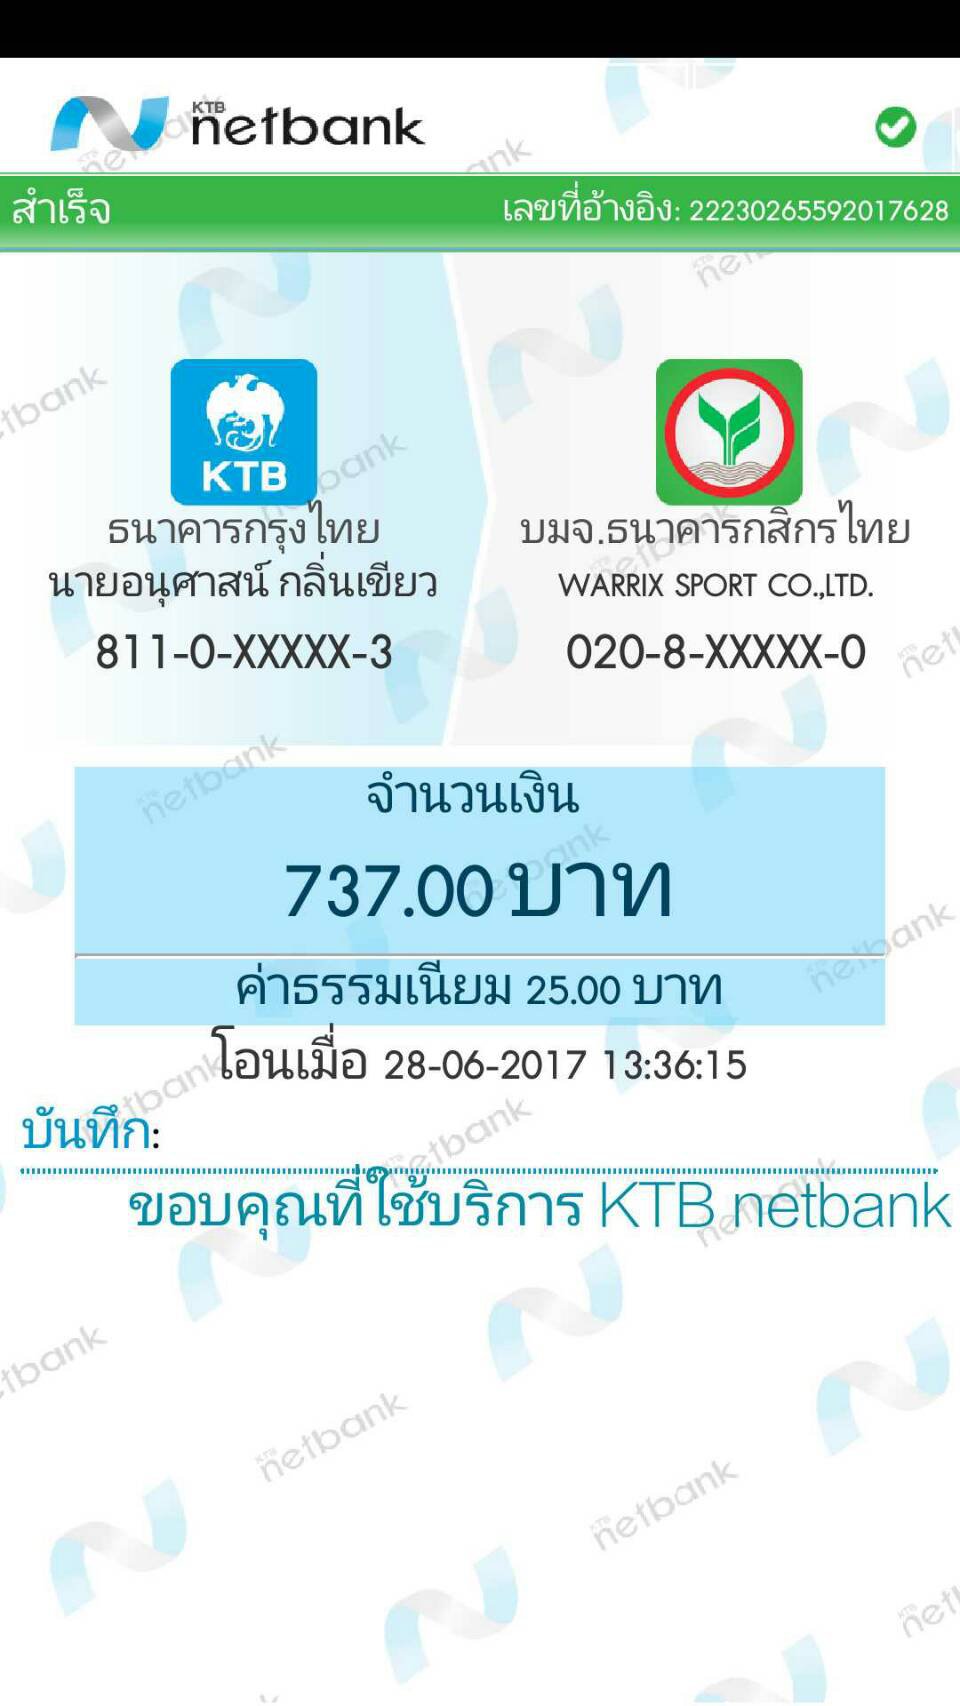 KTB
netbank
สำเร็จ
เลขที่อ้างอิง: 22230265592017628
KTB
ธนาคารกรุงไทย
นายอนุศาสน์ กลิ่นเขียว
811-0-XXXXX-3
บมจ.ธนาคารกสิกรไทย
WARRIX SPORT CO.,LTD.
020-8-XXXXX-0
จำนวนเงิน
737.00 บาท
ค่าธรรมเนียม 25.00 บาท
โอนเมื่อ 28-06-2017 13:36:15
บันทึก:
ขอบคุณที่ใช้บริการ KTB netbank